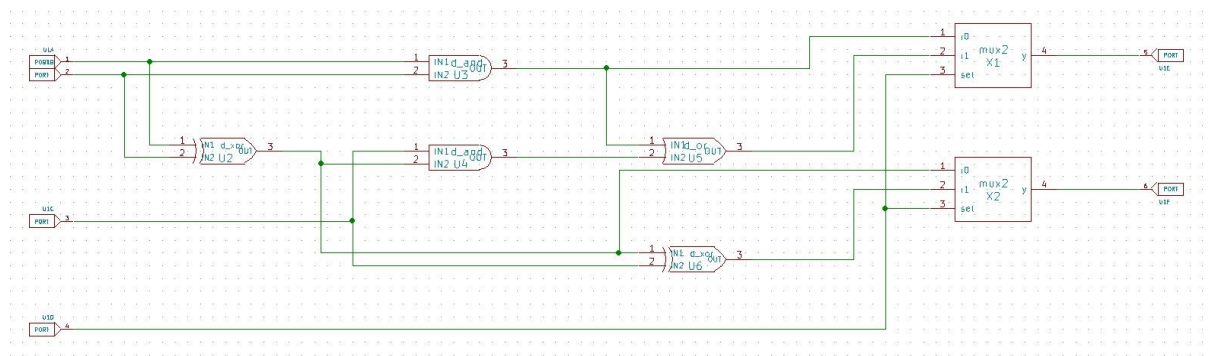 U1A
PORT 1
PORT 2
1 IN1 d_and OUT 3
2 IN2 U3
1 IN1 d_xor OUT 3
2 IN2 U2
1 IN1 d_and OUT 3
2 IN2 U4
1 IN1 d_or OUT 3
2 IN2 U5
1 i0
2 i1 mux2 y 4
X1
3 sel
5 PORT
U1E
1 i0
mux2
2 i1 y 4
X2
3 sel
6 PORT
U1F
U1C
PORT 3
1 IN1 d_xor OUT 3
2 IN2 U6
U1D
PORT 4